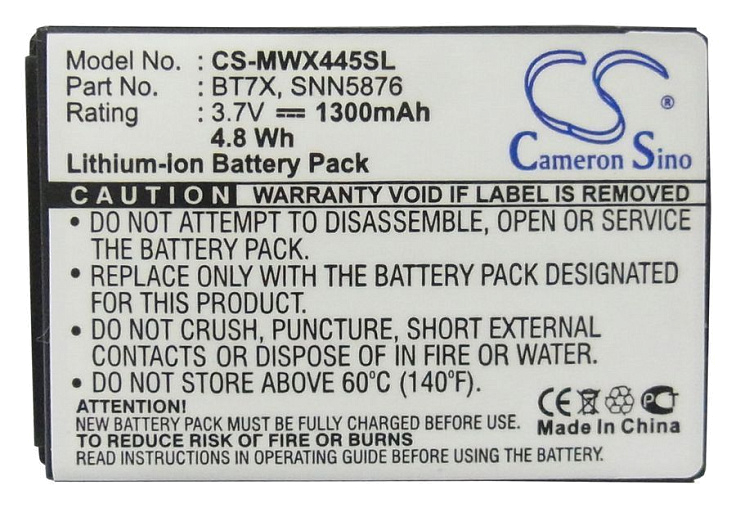 Model No. : CS-MWX445SL
Part No. : BT7X, SNN5876
Rating : 3.7V 1300mAh
4.8 Wh
Lithium-ion Battery Pack
CS ®
Cameron Sino
CAUTION WARRANTY VOID IF LABEL IS REMOVED
• DO NOT ATTEMPT TO DISASSEMBLE, OPEN OR SERVICE
THE BATTERY PACK.
• REPLACE ONLY WITH THE BATTERY PACK DESIGNATED
FOR THIS PRODUCT.
• DO NOT CRUSH, PUNCTURE, SHORT EXTERNAL
CONTACTS OR DISPOSE OF IN FIRE OR WATER.
• DO NOT STORE ABOVE 60°C (140°F).
CE PCT
Made In China
ATTENTION!
NEW BATTERY PACK MUST BE FULLY CHARGED BEFORE USE.
TO REDUCE RISK OF FIRE OR BURNS
READ INSTRUCTIONS IN OPERATING GUIDE BEFORE USING BATTERY.